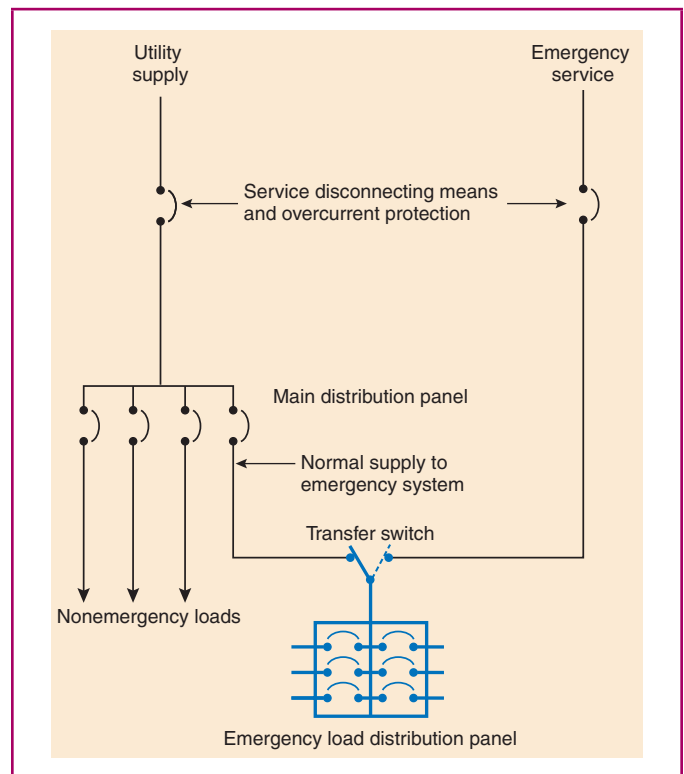 Utility
supply
Emergency
service
Service disconnecting means
and overcurrent protection
Main distribution panel
Normal supply to
emergency system
Transfer switch
Nonemergency loads
Emergency load distribution panel